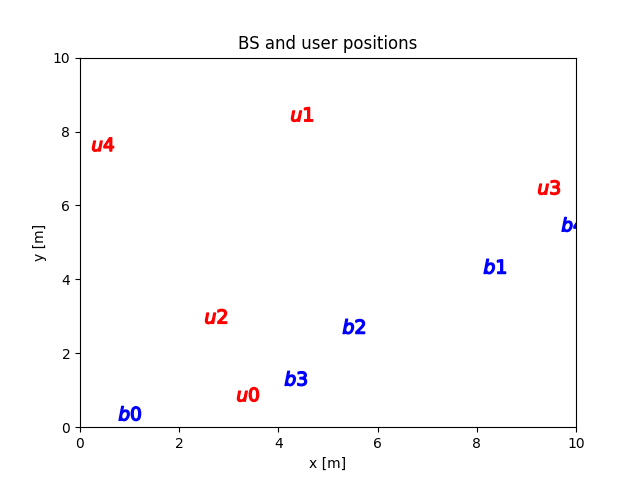 BS and user positions
10
u1
u4
8
u3
6
b4
y [m]
b1
4
u2
b2
2
b3
u0
b0
0
0 2 4 6 8 10
x [m]